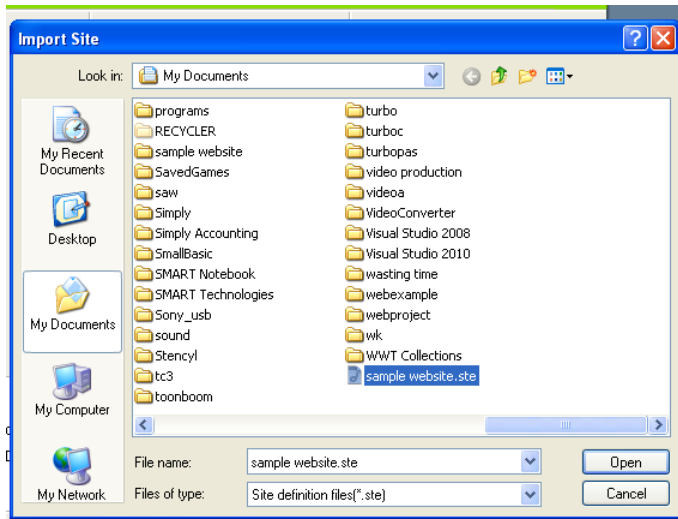 Import Site
Look in:
My Documents
My Recent
Documents
Desktop
My Documents
My Computer
My Network
programs
RECYCLER
sample website
SavedGames
saw
Simply
Simply Accounting
SmallBasic
SMART Notebook
SMART Technologies
Sony_usb
sound
Stencyl
tc3
toonboom
turbo
turboc
turbopas
video production
videoa
VideoConverter
Visual Studio 2008
Visual Studio 2010
wasting time
webexample
webproject
wk
WWT Collections
sample website.ste
File name:
sample website.ste
Open
Files of type:
Site definition files(*.ste)
Cancel